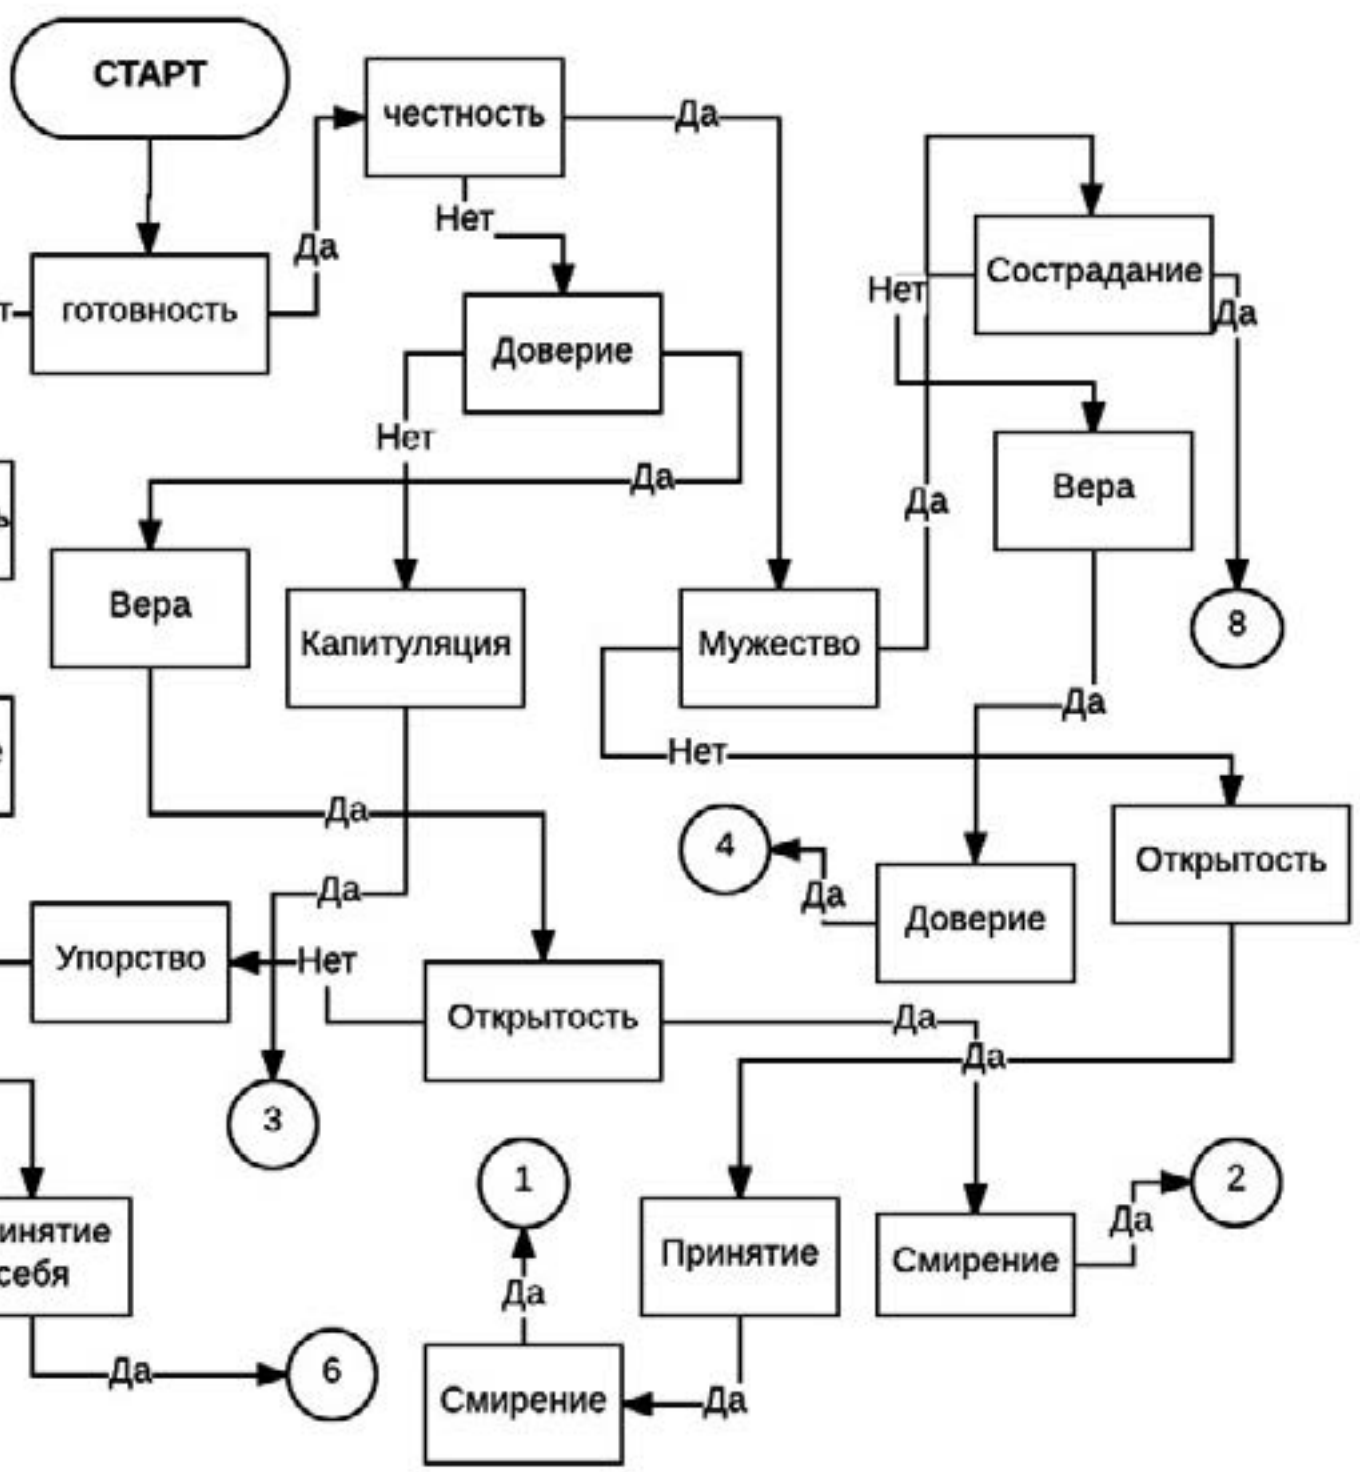 СТАРТ
честность
Да
Нет
Да
готовность
т
Сострадание
Нет
Да
Доверие
Нет
Да
Вера
Да
Вера
Капитуляция
Мужество
8
Да
Нет
Да
4
Открытость
Да
Да
Доверие
Упорство
Нет
Открытость
Да
Да
3
1
2
Да
инятие
себя
Принятие
Смирение
Да
Да
6
Смирение
Да